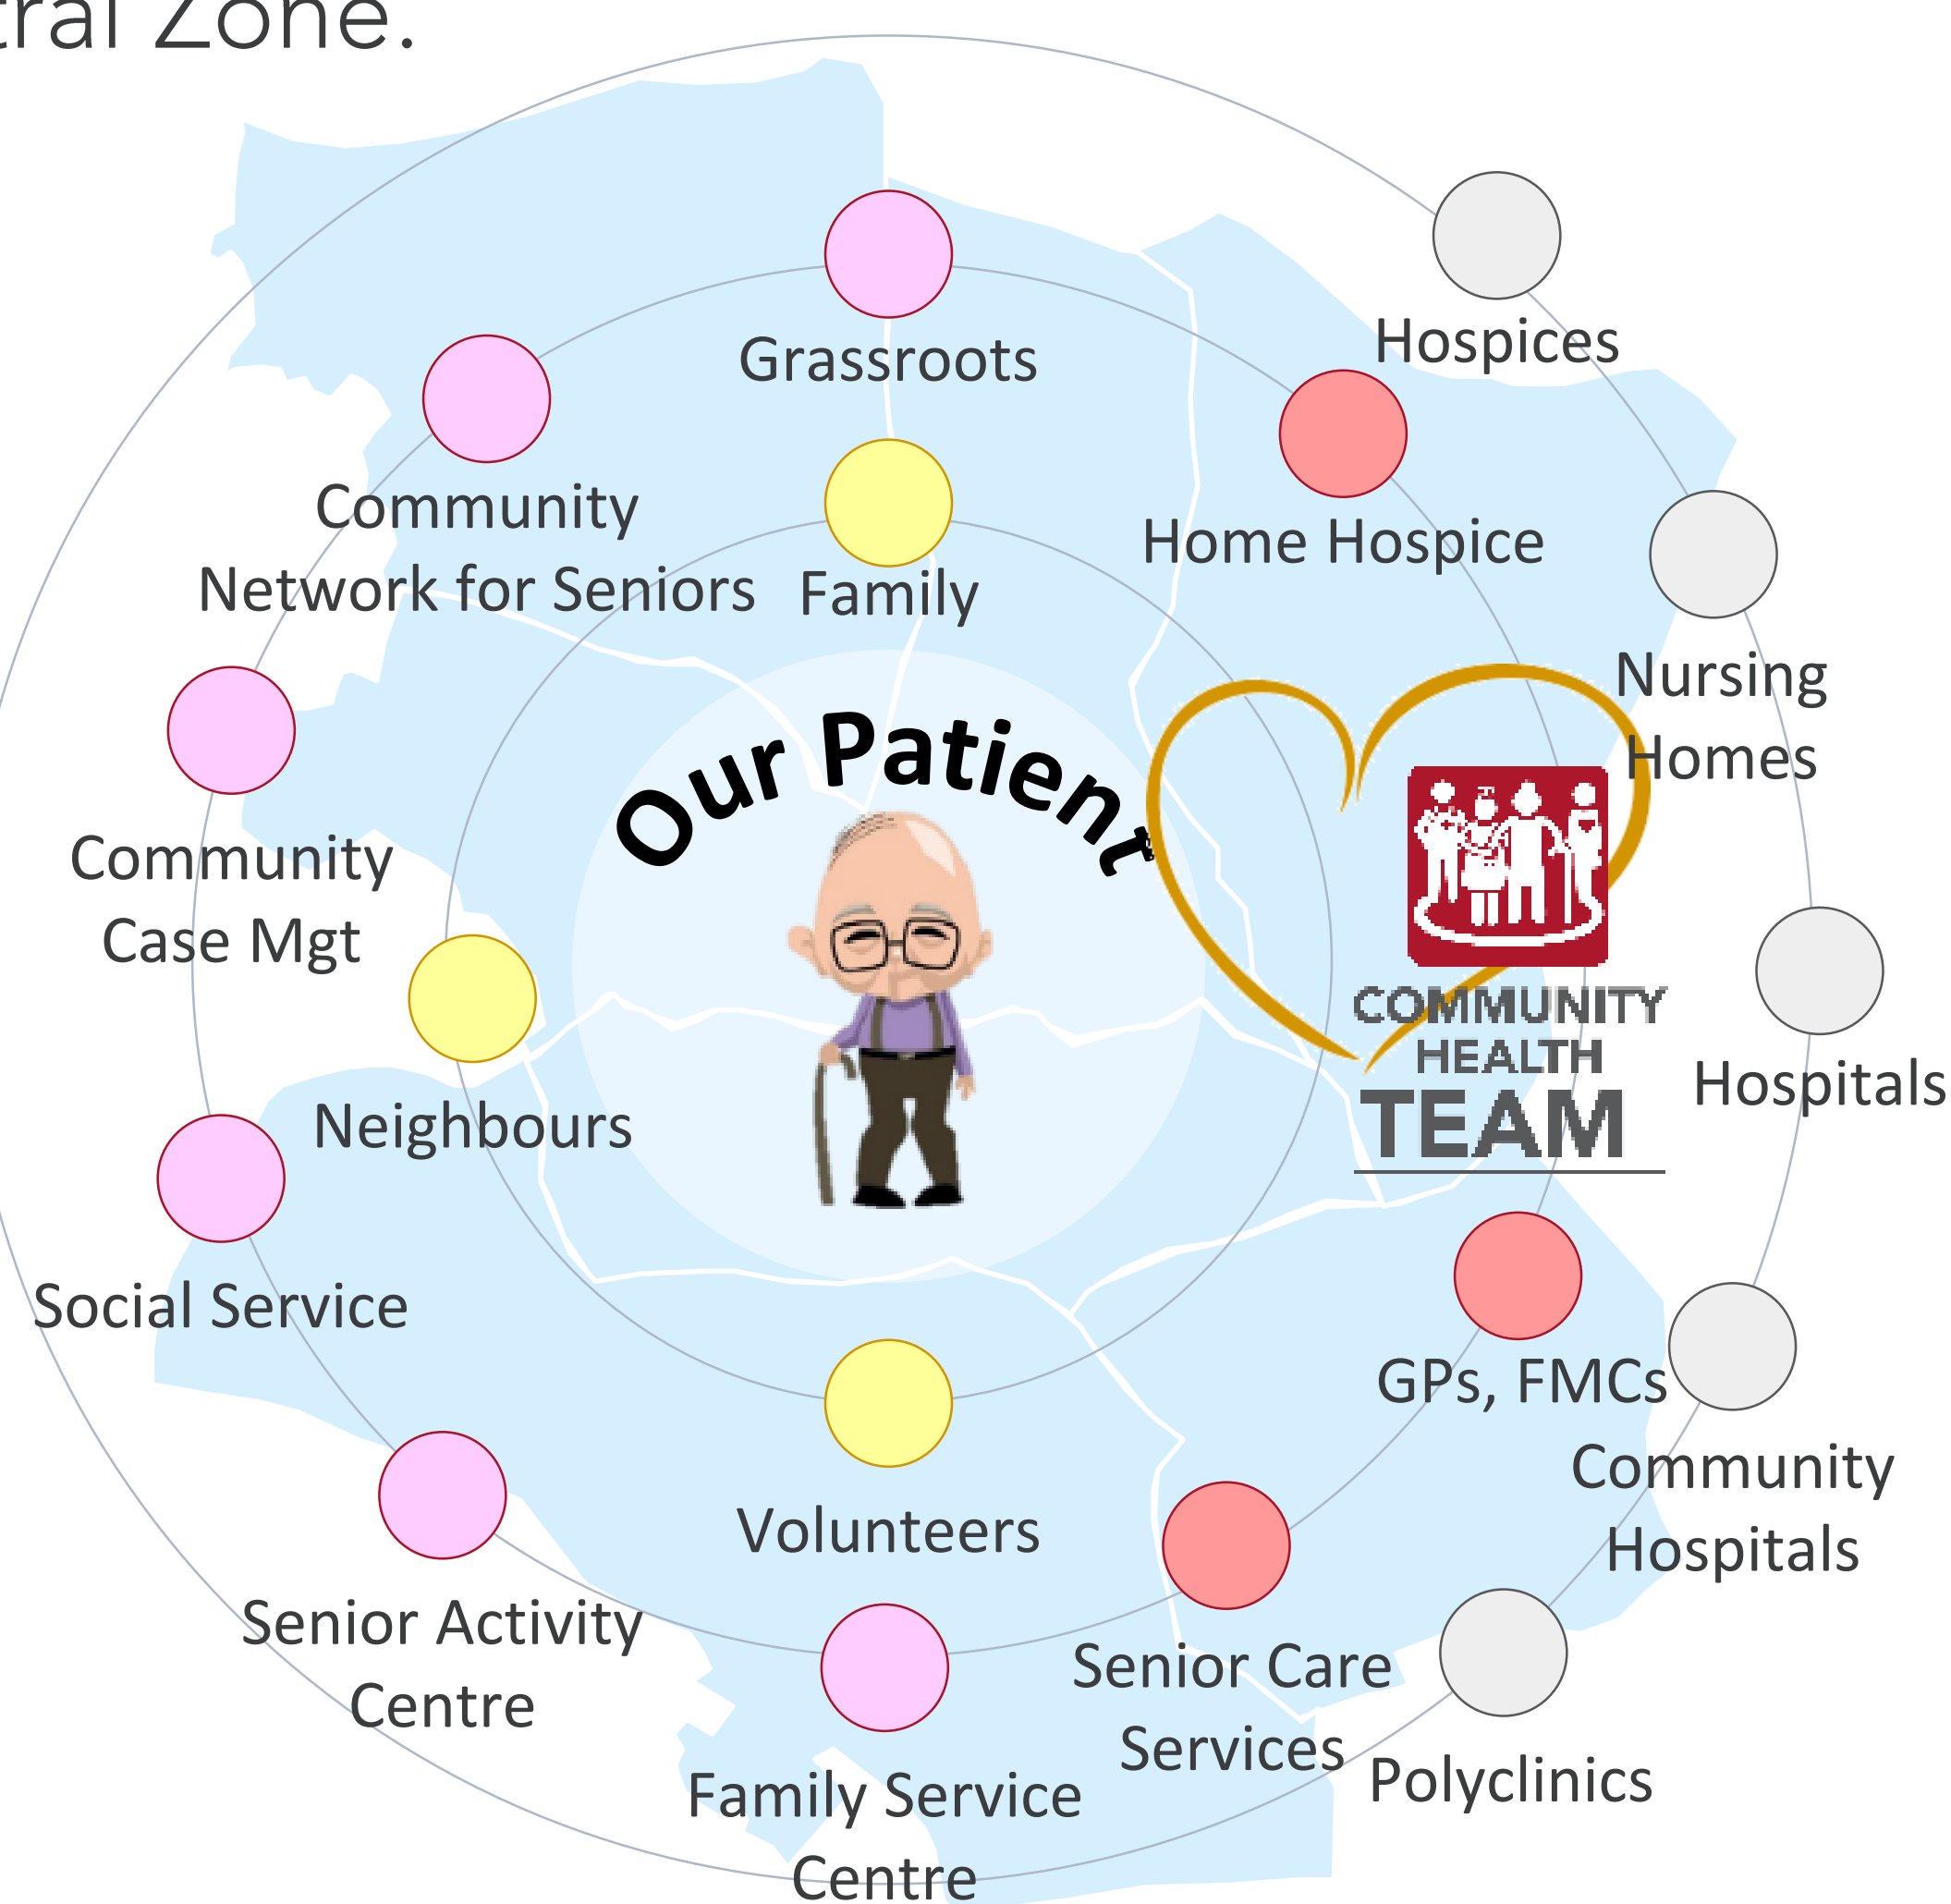 tral Zone.
Grassroots
Hospices
Community
Network for Seniors
Family
Home Hospice
Nursing
Homes
Our Patient
Community
Case Mgt
COMMUNITY
HEALTH
TEAM
Hospitals
Neighbours
Social Service
GPs, FMCs
Community
Hospitals
Volunteers
Senior Activity
Centre
Senior Care
Services
Polyclinics
Family Service
Centre